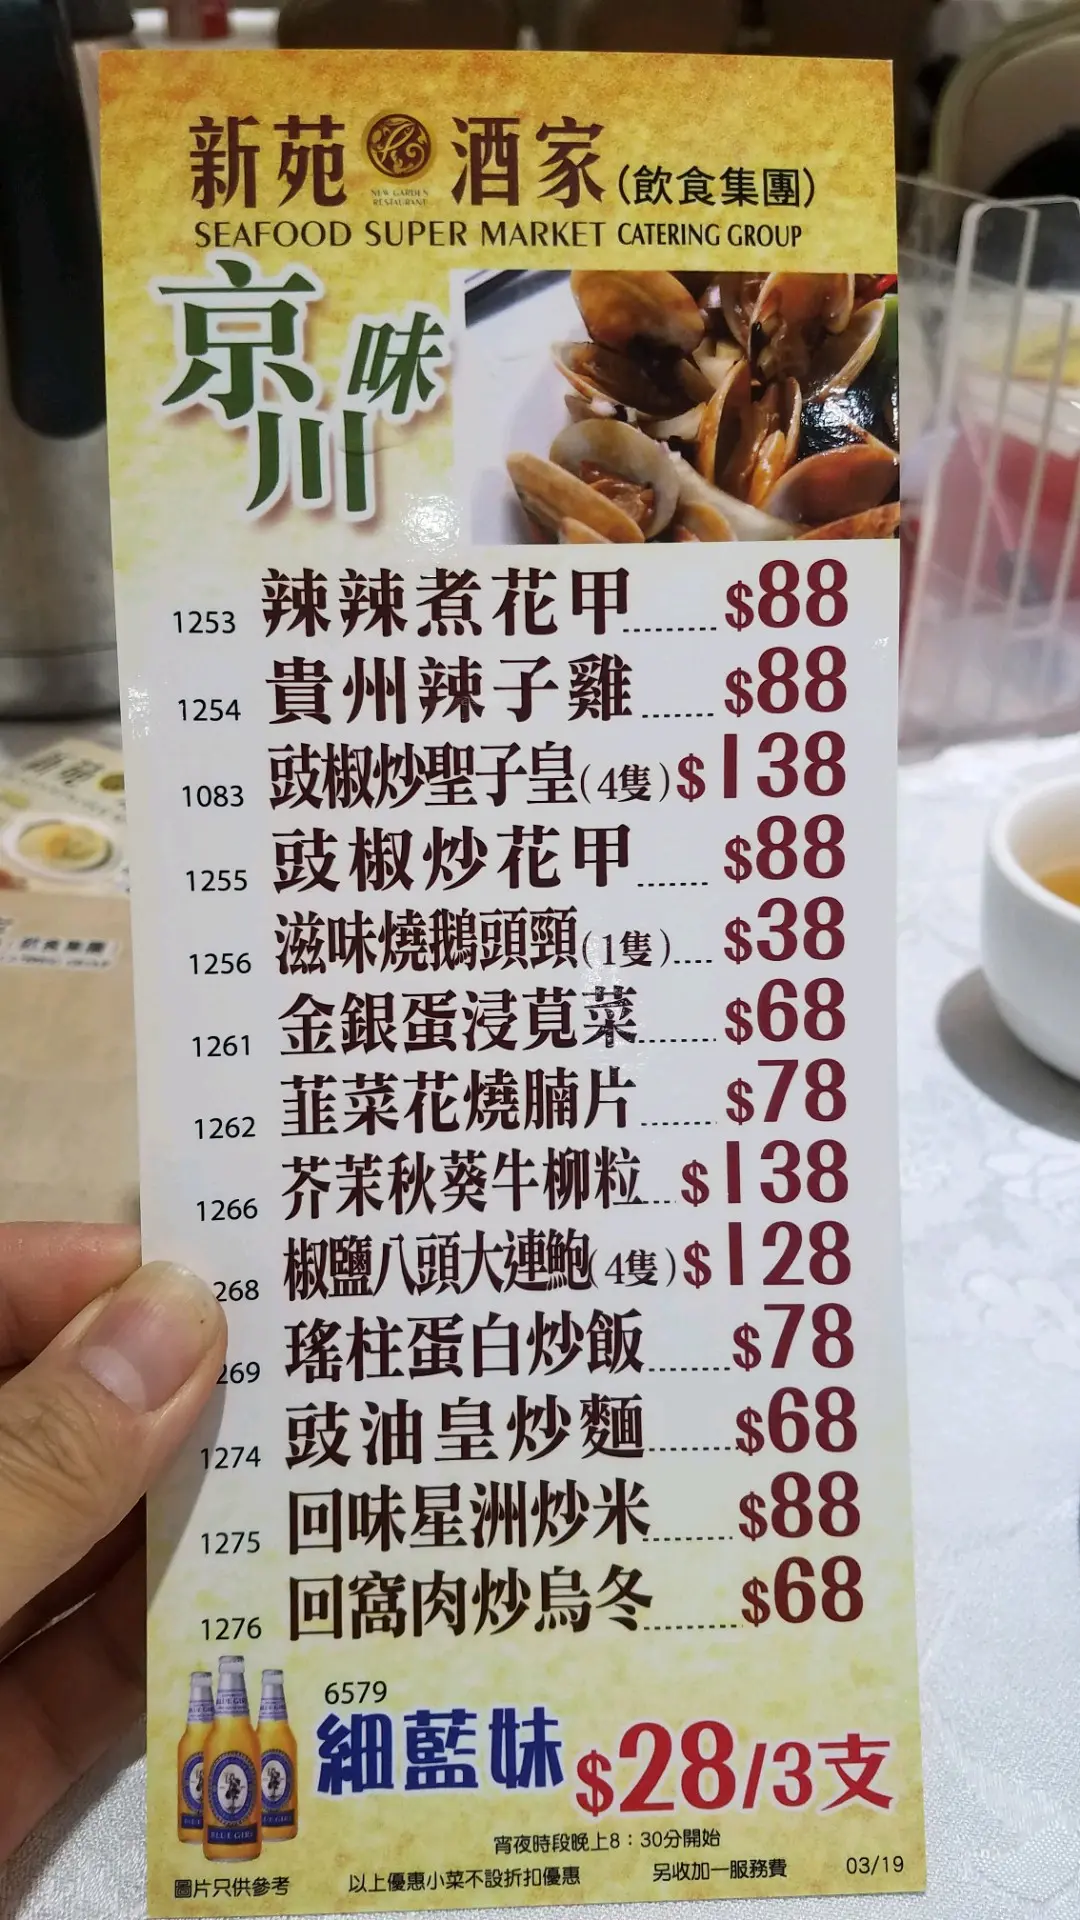 新苑酒家(飲食集團)
NEW GARDEN
RESTAURANT
SEAFOOD SUPER MARKET CATERING GROUP
京川味
1253 辣辣煮花甲 $88
1254 貴州辣子雞 $88
1083 豉椒炒聖子皇(4隻) $138
1255 豉椒炒花甲 $88
1256 滋味燒鵝頭頸(1隻) $38
1261 金銀蛋浸莧菜 $68
1262 韮菜花燒腩片 $78
1266 芥茉秋葵牛柳粒 $138
268 椒鹽八頭大連鮑(4隻) $128
269 瑤柱蛋白炒飯 $78
1274 豉油皇炒麵 $68
1275 回味星洲炒米 $88
1276 回窩肉炒烏冬 $68
6579
細藍妹 $28/3支
BLUE GIRL
宵夜時段晚上8：30分開始
圖片只供參考 以上優惠小菜不設折扣優惠 另收加一服務費 03/19
新苑
飲食集團